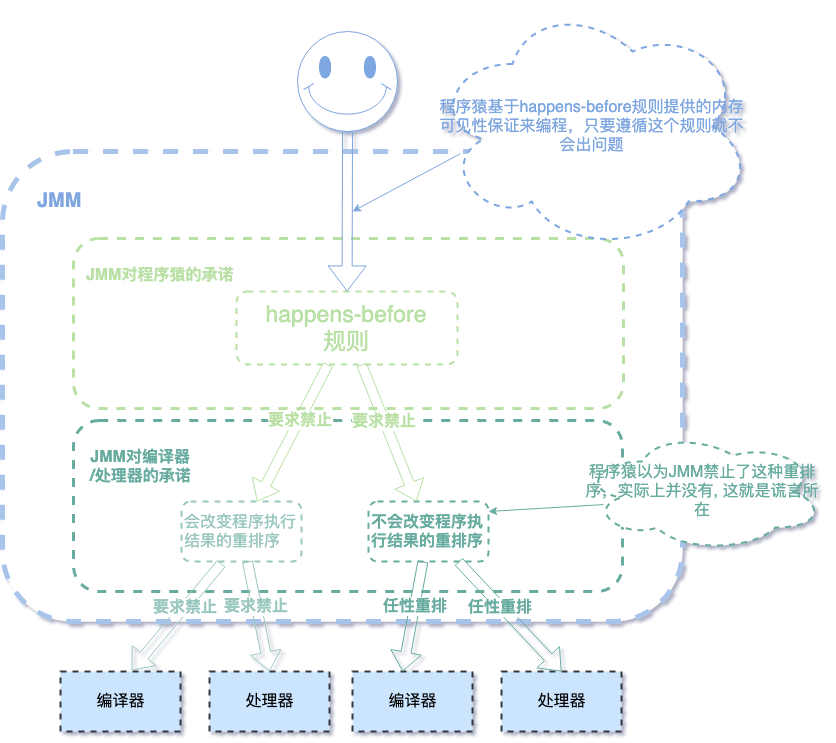 程序猿基于happens-before规则提供的内存
可见性保证来编程，只要遵循这个规则就不
会出问题
JMM
JMM对程序猿的承诺
happens-before
规则
要求禁止
要求禁止
JMM对编译器
/处理器的承诺
程序猿以为JMM禁止了这种重排
序，实际上并没有, 这就是谎言所
在
会改变程序执行
结果的重排序
不会改变程序执
行结果的重排序
要求禁止
要求禁止
任性重排
任性重排
编译器
处理器
编译器
处理器